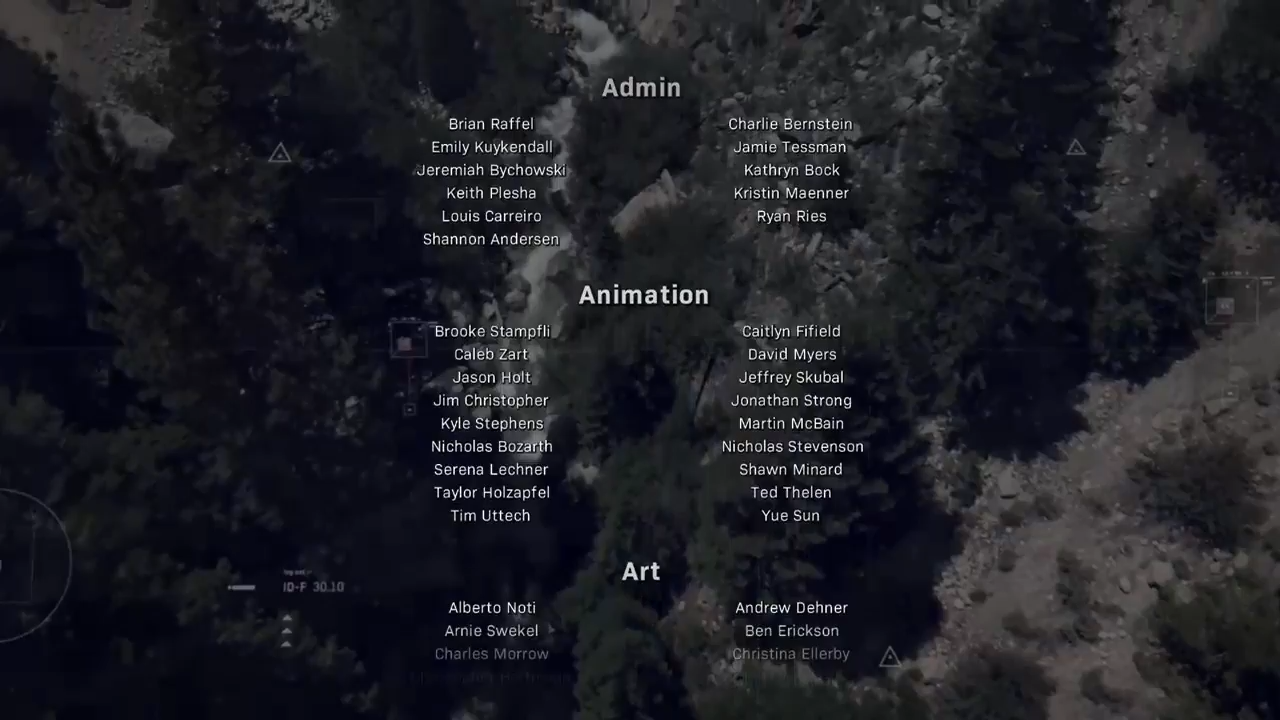 Admin
Brian Raffel Charlie Bernstein
Emily Kuykendall Jamie Tessman
Jeremiah Bychowski Kathryn Bock
Keith Plesha Kristin Maenner
Louis Carreiro Ryan Ries
Shannon Andersen
Animation
Brooke Stampfli Caitlyn Fifield
Caleb Zart David Myers
Jason Holt Jeffrey Skubal
Jim Christopher Jonathan Strong
Kyle Stephens Martin McBain
Nicholas Bozarth Nicholas Stevenson
Serena Lechner Shawn Minard
Taylor Holzapfel Ted Thelen
Tim Uttech Yue Sun
ID-F 30.10
Art
Alberto Noti Andrew Dehner
Arnie Swekel Ben Erickson
Charles Morrow Christina Ellerby